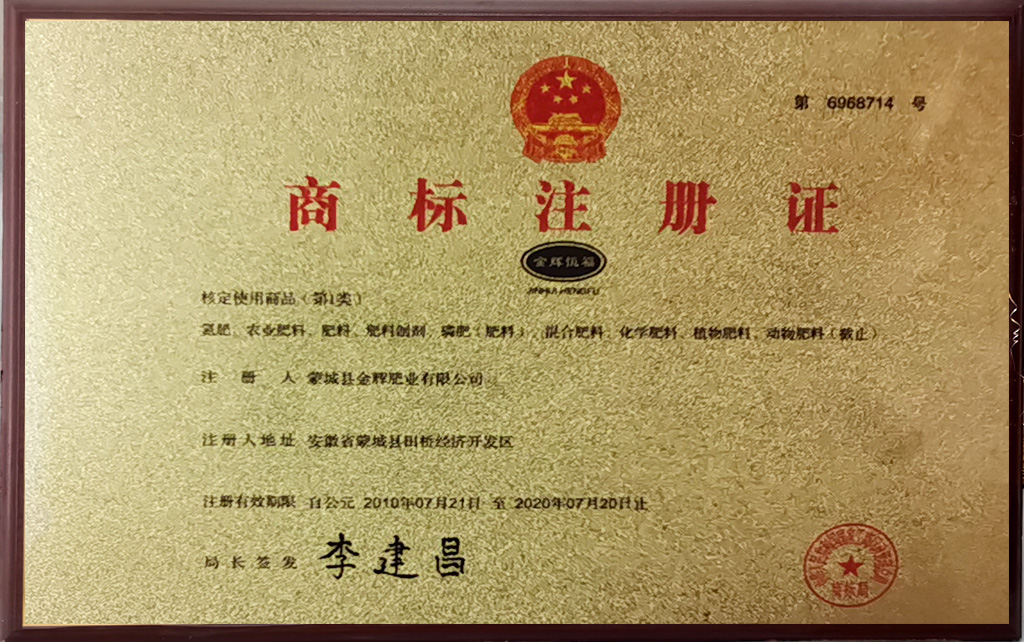 第 6968714 号
商标注册证
金辉恒福
JINHUI HENGFU
核定使用商品（第1类）
氮肥、农业肥料、肥料、肥料制剂、磷肥（肥料）、混合肥料、化学肥料、植物肥料、动物肥料（截止）
注册人 蒙城县金辉肥业有限公司
注册人地址 安徽省蒙城县田桥经济开发区
注册有效期限 自公元 2010年07月21日 至 2020年07月20日止
局长签发 李建昌
商标局